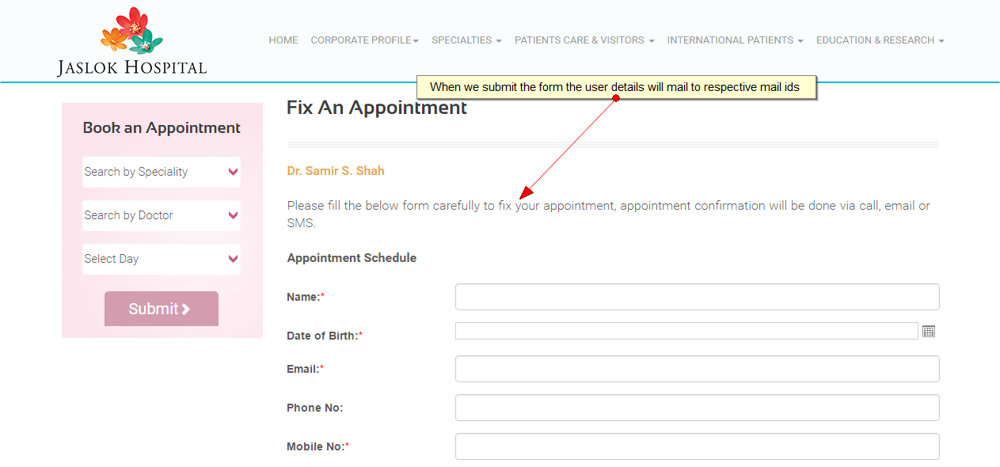 JASLOK HOSPITAL
HOME CORPORATE PROFILE SPECIALTIES PATIENTS CARE & VISITORS INTERNATIONAL PATIENTS EDUCATION & RESEARCH
When we submit the form the user details will mail to respective mail ids
Book an Appointment
Search by Speciality
Search by Doctor
Select Day
Submit
Fix An Appointment
Dr. Samir S. Shah
Please fill the below form carefully to fix your appointment, appointment confirmation will be done via call, email or
SMS.
Appointment Schedule
Name:*
Date of Birth:*
Email:*
Phone No:
Mobile No:*